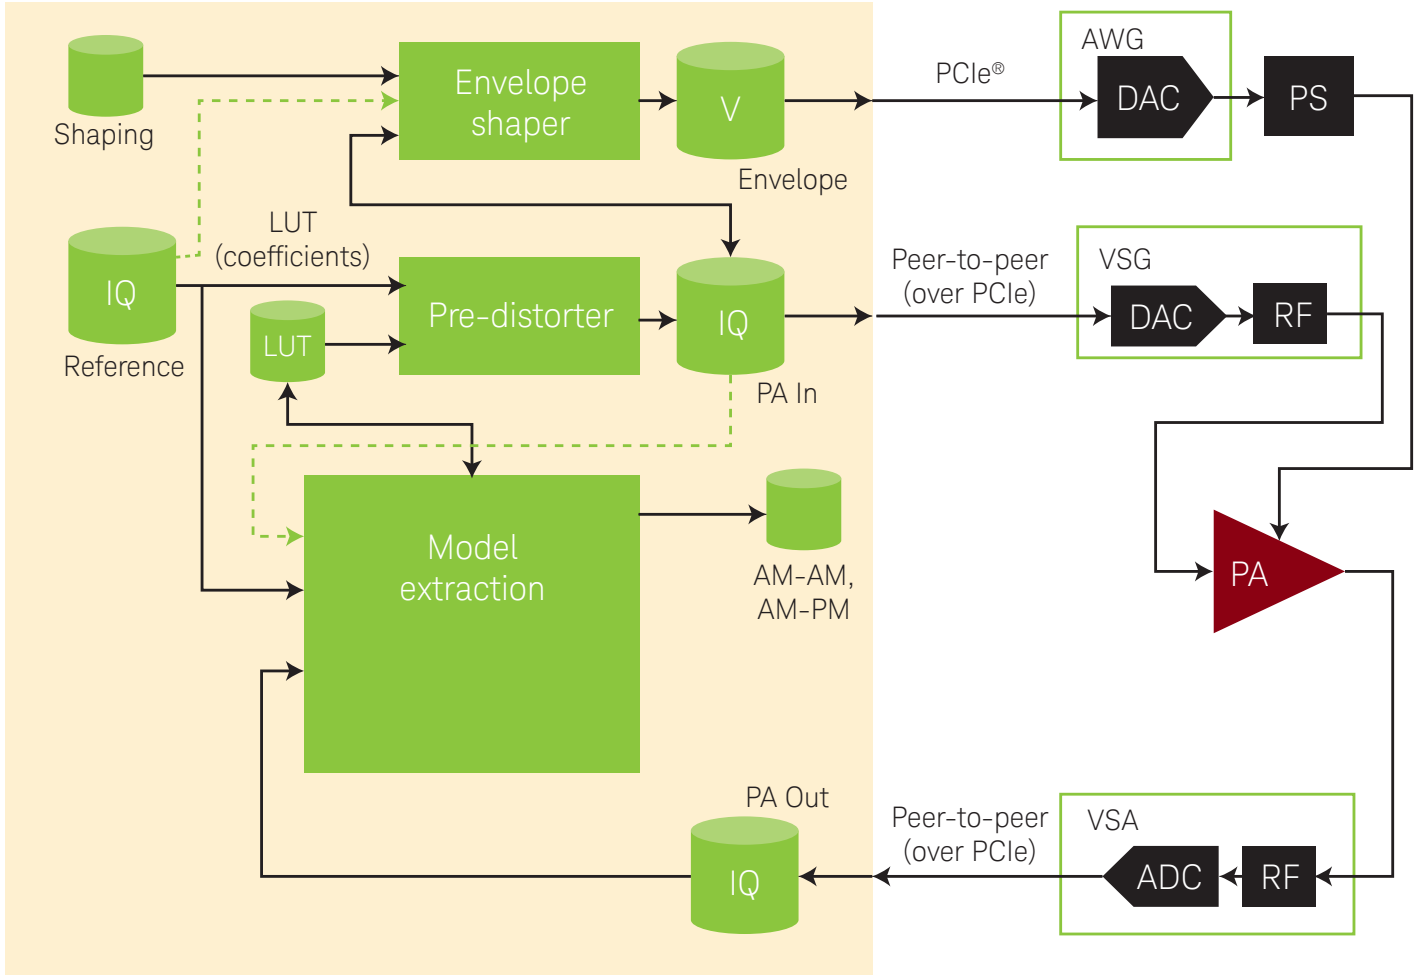 Shaping
Envelope
shaper
V
Envelope
PCIe®
AWG
DAC
PS
IQ
Reference
LUT
(coefficients)
LUT
Pre-distorter
IQ
PA In
Peer-to-peer
(over PCIe)
VSG
DAC
RF
Model
extraction
AM-AM,
AM-PM
PA
PA Out
IQ
Peer-to-peer
(over PCIe)
VSA
ADC
RF